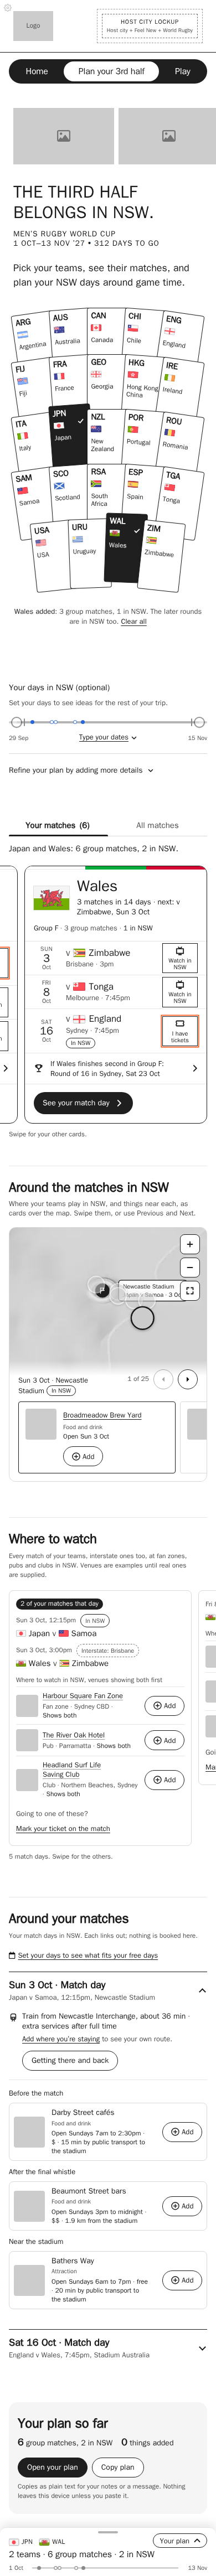 Logo
HOST CITY LOCKUP
Host city + Feel New + World Rugby
Home
Plan your 3rd half
Play
THE THIRD HALF
BELONGS IN NSW.
MEN'S RUGBY WORLD CUP
1 OCT–13 NOV '27 • 312 DAYS TO GO
Pick your teams, see their matches, and
plan your NSW days around game time.
ARG
Argentina
AUS
Australia
CAN
Canada
CHI
Chile
ENG
England
FIJ
Fiji
FRA
France
GEO
Georgia
HKG
Hong Kong
China
IRE
Ireland
ITA
Italy
JPN
Japan
NZL
New
Zealand
POR
Portugal
ROU
Romania
SAM
Samoa
SCO
Scotland
RSA
South
Africa
ESP
Spain
TGA
Tonga
USA
USA
URU
Uruguay
WAL
Wales
ZIM
Zimbabwe
Wales added: 3 group matches, 1 in NSW. The later rounds
are in NSW too. Clear all
Your days in NSW (optional)
Set your days to see ideas for the rest of your trip.
29 Sep
Type your dates
15 Nov
Refine your plan by adding more details
Your matches (6)
All matches
Japan and Wales: 6 group matches, 2 in NSW.
Wales
3 matches in 14 days · next: v
Zimbabwe, Sun 3 Oct
Group F · 3 group matches · 1 in NSW
SUN
3
Oct
v Zimbabwe
Brisbane · 3pm
Watch in
NSW
FRI
8
Oct
v Tonga
Melbourne · 7:45pm
Watch in
NSW
SAT
16
Oct
v England
Sydney · 7:45pm
In NSW
I have
tickets
If Wales finishes second in Group F:
Round of 16 in Sydney, Sat 23 Oct
See your match day
Swipe for your other cards.
Around the matches in NSW
Where your teams play in NSW, and things near each, as
cards over the map. Swipe them, or use Previous and Next.
Newcastle Stadium
Sun 3 Oct · Newcastle
Stadium In NSW
1 of 25
Broadmeadow Brew Yard
Food and drink
Open Sun 3 Oct
Add
Where to watch
Every match of your teams, interstate ones too, at fan zones,
pubs and clubs in NSW. Venues are examples until real ones
are supplied.
2 of your matches that day
Sun 3 Oct, 12:15pm In NSW
Japan v Samoa
Sun 3 Oct, 3:00pm Interstate: Brisbane
Wales v Zimbabwe
Where to watch in NSW, venues showing both first
Harbour Square Fan Zone
Fan zone · Sydney CBD ·
Shows both
Add
The River Oak Hotel
Pub · Parramatta · Shows both
Add
Headland Surf Life
Saving Club
Club · Northern Beaches, Sydney
· Shows both
Add
Going to one of these?
Mark your ticket on the match
5 match days. Swipe for the others.
Around your matches
Your match days in NSW. Each links out; nothing is booked here.
Set your days to see what fits your free days
Sun 3 Oct · Match day
Japan v Samoa, 12:15pm, Newcastle Stadium
Train from Newcastle Interchange, about 36 min ·
extra services after full time
Add where you're staying to see your own route.
Getting there and back
Before the match
Darby Street cafés
Food and drink
Open Sundays 7am to 2:30pm ·
$ · 15 min by public transport to
the stadium
Add
After the final whistle
Beaumont Street bars
Food and drink
Open Sundays 3pm to midnight ·
$$ · 1.9 km from the stadium
Add
Near the stadium
Bathers Way
Attraction
Open Sundays 6am to 7pm · free
· 20 min by public transport to
the stadium
Add
Sat 16 Oct · Match day
England v Wales, 7:45pm, Stadium Australia
Your plan so far
6 group matches, 2 in NSW 0 things added
Open your plan
Copy plan
Copies as plain text for your notes or a message. Nothing
leaves this device unless you paste it.
JPN WAL
Your plan
2 teams · 6 group matches · 2 in NSW
1 Oct
13 Nov